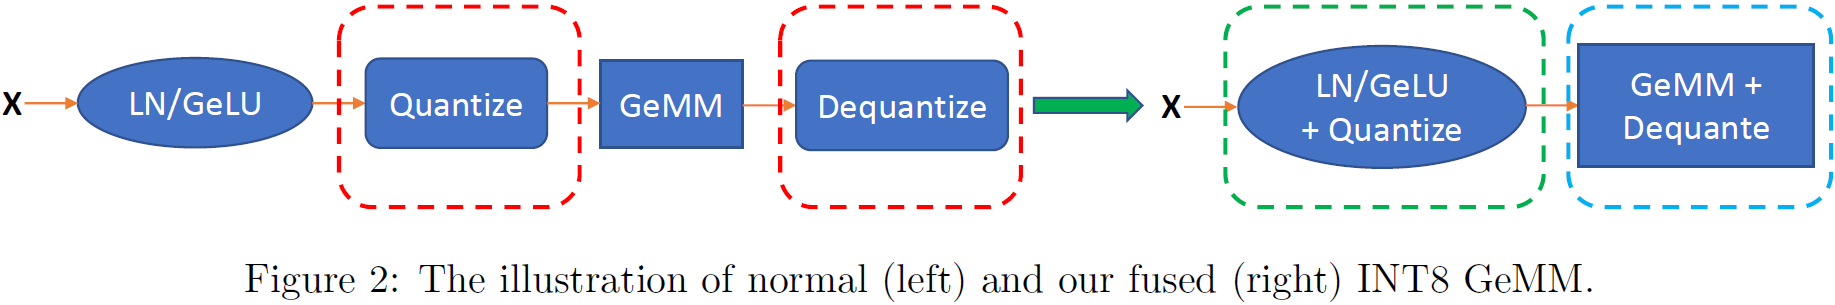 X
LN/GeLU
Quantize
GeMM
Dequantize
X
LN/GeLU
+ Quantize
GeMM +
Dequante
Figure 2: The illustration of normal (left) and our fused (right) INT8 GeMM.